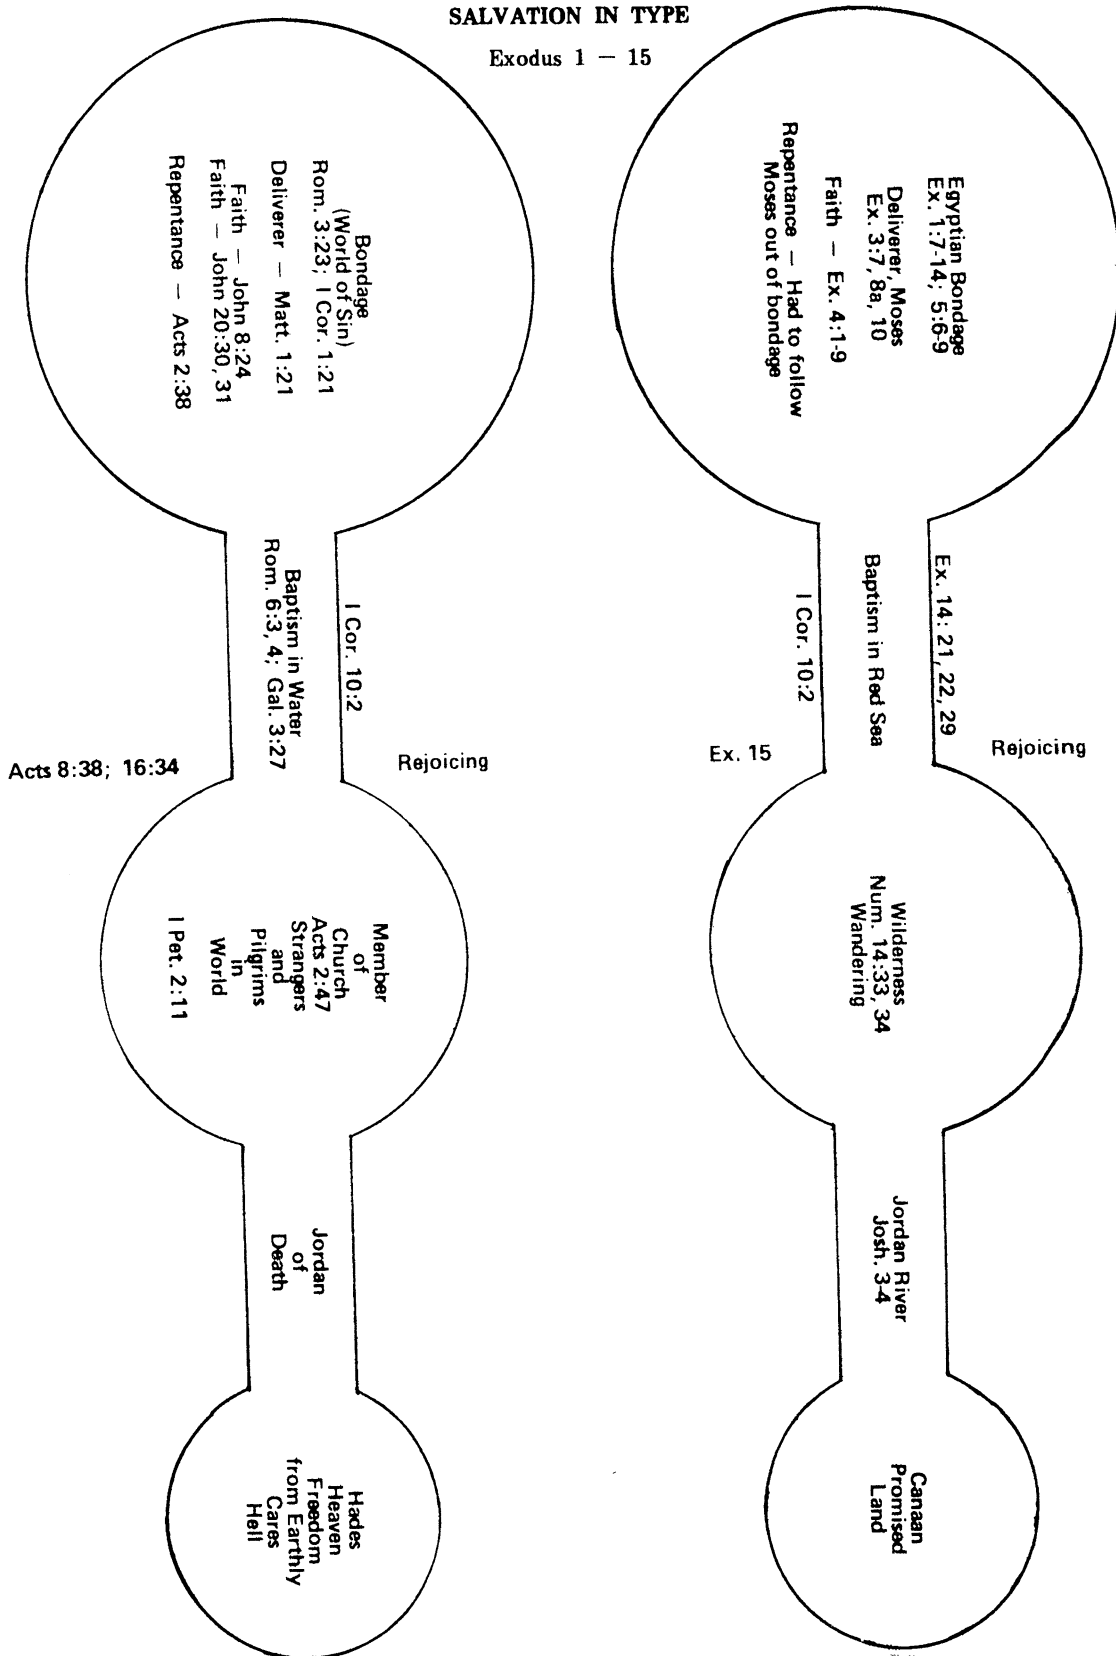 SALVATION IN TYPE
Exodus 1 — 15
Egyptian Bondage
Ex. 1:7-14; 5:6-9
Deliverer, Moses
Ex. 3:7, 8a, 10
Faith — Ex. 4:1-9
Repentance — Had to follow
Moses out of bondage
Ex. 14: 21, 22, 29
Baptism in Red Sea
I Cor. 10:2
Rejoicing
Ex. 15
Wilderness
Num. 14:33, 34
Wandering
Jordan River
Josh. 3-4
Canaan
Promised
Land
Bondage
(World of Sin)
Rom. 3:23; I Cor. 1:21
Deliverer — Matt. 1:21
Faith — John 8:24
Faith — John 20:30, 31
Repentance — Acts 2:38
I Cor. 10:2
Baptism in Water
Rom. 6:3, 4; Gal. 3:27
Rejoicing
Acts 8:38; 16:34
Member
of
Church
Acts 2:47
Strangers
and
Pilgrims
in
World
I Pet. 2:11
Jordan
of
Death
Hades
Heaven
Freedom
from Earthly
Cares
Hell